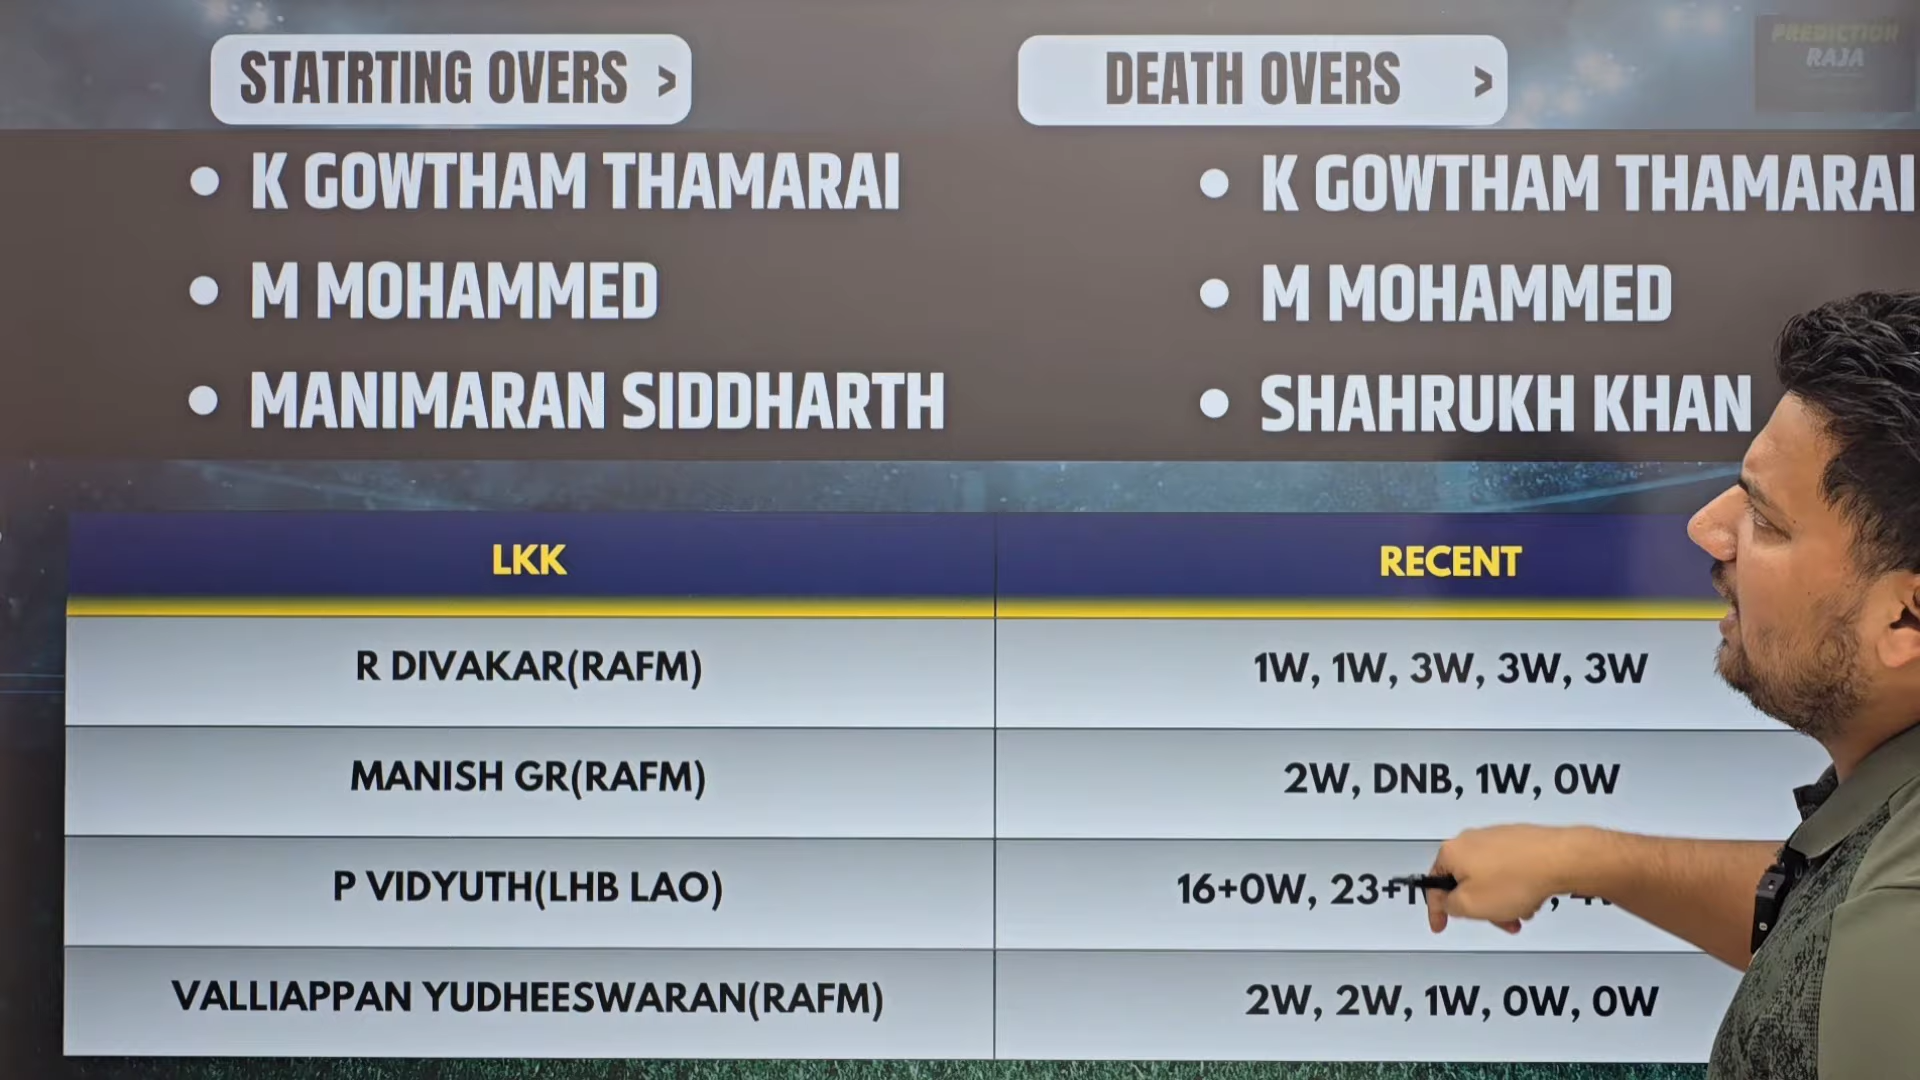 PREDICTION
RAJA
STATRTING OVERS >
DEATH OVERS >
• K GOWTHAM THAMARAI
• M MOHAMMED
• MANIMARAN SIDDHARTH
• K GOWTHAM THAMARAI
• M MOHAMMED
• SHAHRUKH KHAN
LKK RECENT
R DIVAKAR(RAFM) 1W, 1W, 3W, 3W, 3W
MANISH GR(RAFM) 2W, DNB, 1W, 0W
P VIDYUTH(LHB LAO) 16+0W, 23+
VALLIAPPAN YUDHEESWARAN(RAFM) 2W, 2W, 1W, 0W, 0W